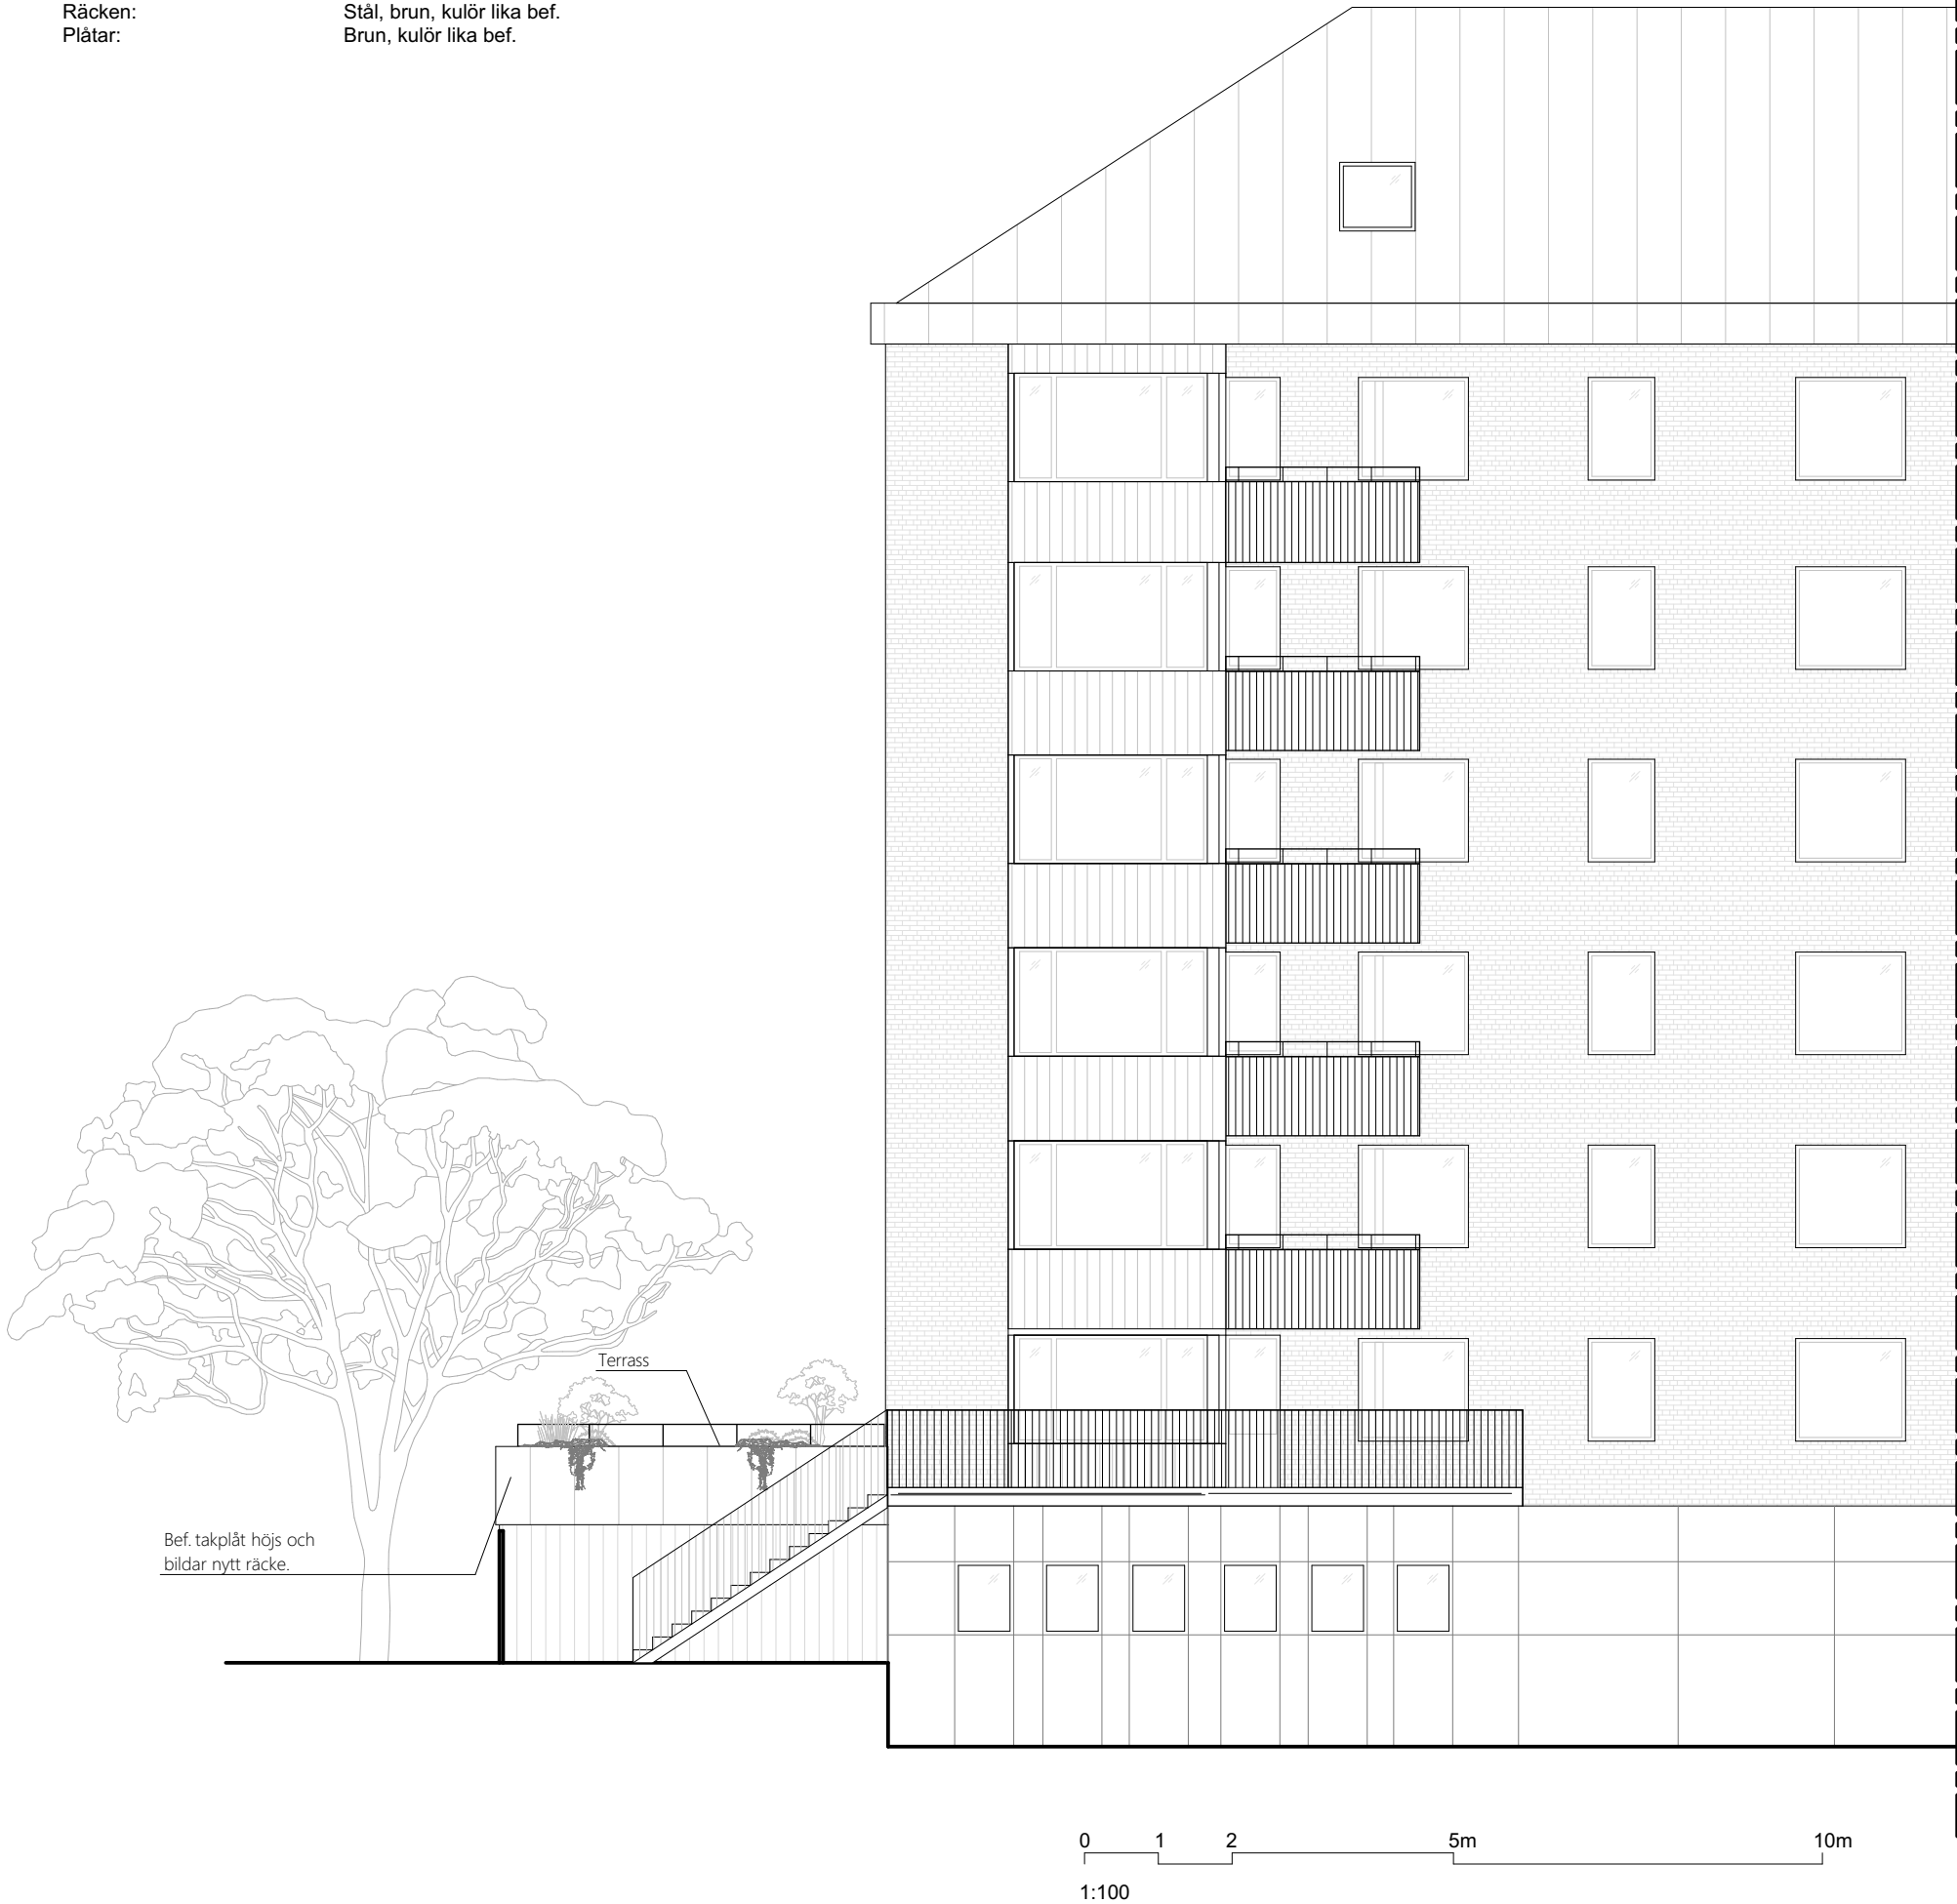 Räcken: Stål, brun, kulör lika bef.
Plåtar: Brun, kulör lika bef.
Terrass
Bef. takplåt höjs och
bildar nytt räcke.
0 1 2 5m 10m
1:100